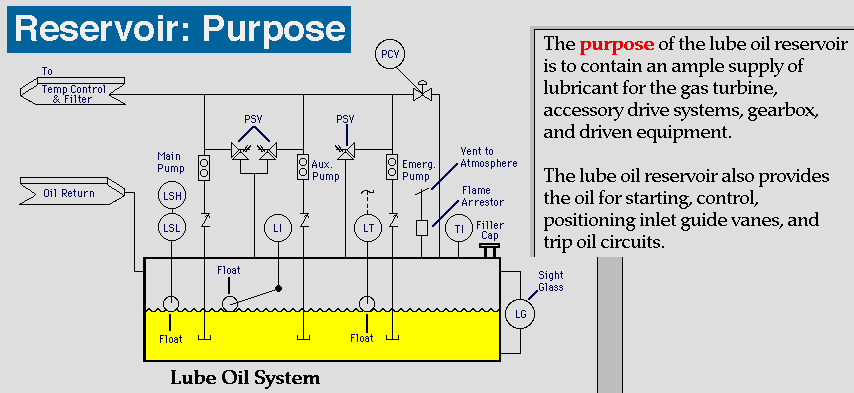 Reservoir: Purpose
The purpose of the lube oil reservoir
is to contain an ample supply of
lubricant for the gas turbine,
accessory drive systems, gearbox,
and driven equipment.
The lube oil reservoir also provides
the oil for starting, control,
positioning inlet guide vanes, and
trip oil circuits.
To
Temp Control
& Filter
PCV
PSV
PSV
Main
Pump
Aux.
Pump
Emerg.
Pump
Vent to
Atmosphere
Flame
Arrestor
Oil Return
LSH
LSL
LI
LT
TI
Filler
Cap
Float
Sight
Glass
LG
Float
Float
Lube Oil System